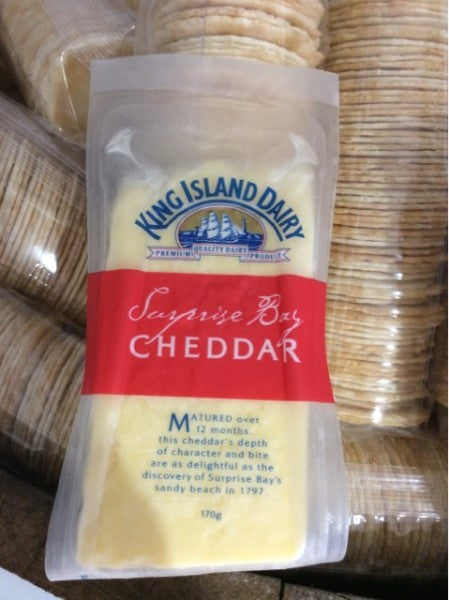 KING ISLAND DAIRY
PREMIUM QUALITY DAIRY PRODUCE
Surprise Bay
CHEDDAR
MATURED over
12 months.
this cheddar's depth
of character and bite
are as delightful as the
discovery of Surprise Bay's
sandy beach in 1797.
170g